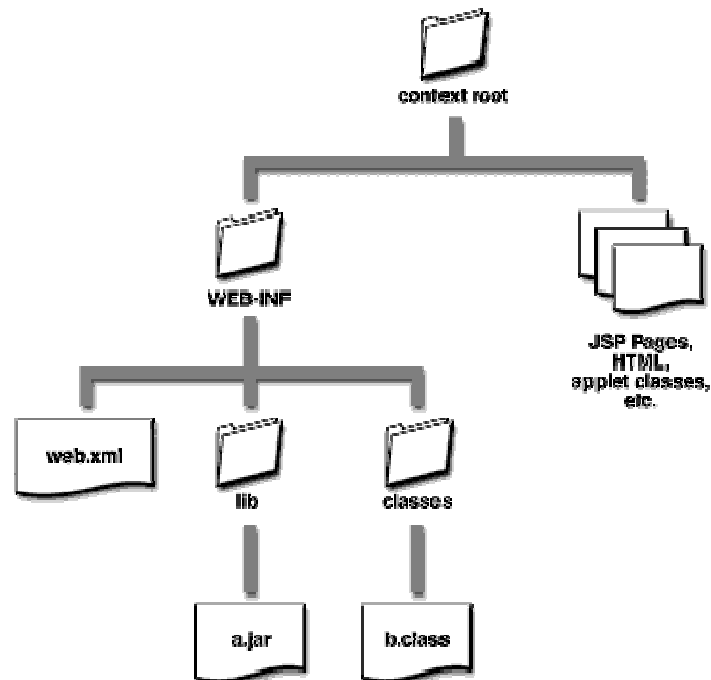 context root
WEB-INF
JSP Pages,
HTML,
applet classes,
etc.
web.xml
lib
classes
a.jar
b.class